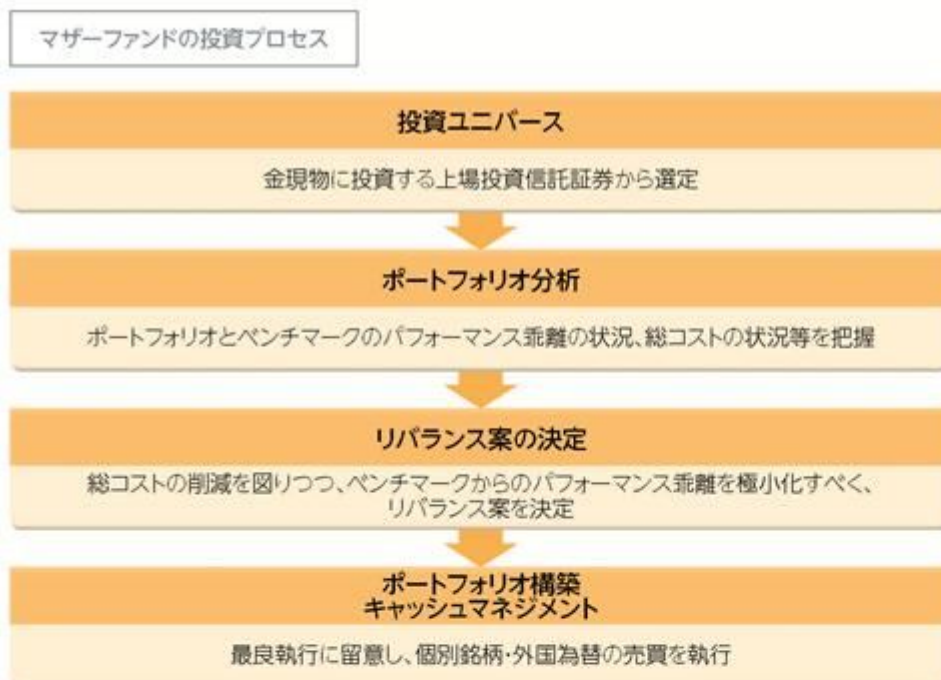 マザーファンドの投資プロセス
投資ユニバース
金現物に投資する上場投資信託証券から選定
ポートフォリオ分析
ポートフォリオとベンチマークのパフォーマンス乖離の状況、総コストの状況等を把握
リバランス案の決定
総コストの削減を図りつつ、ベンチマークからのパフォーマンス乖離を極小化すべく、
リバランス案を決定
ポートフォリオ構築
キャッシュマネジメント
最良執行に留意し、個別銘柄・外国為替の売買を執行